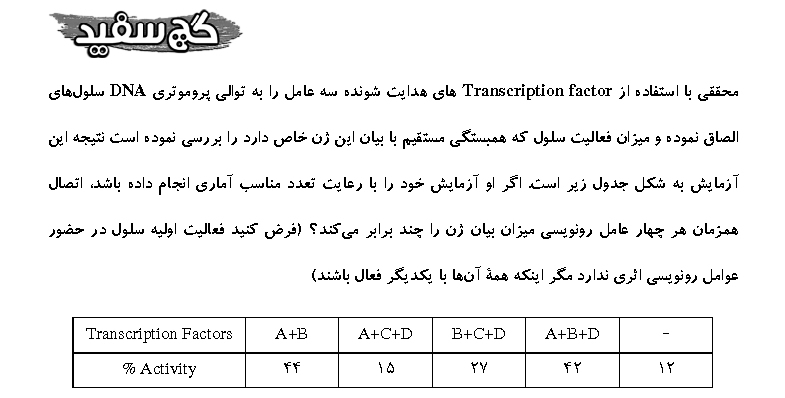 گچ سفید
محققی با استفاده از Transcription factor های هدایت شونده سه عامل را به توالی پروموتری DNA سلول‌های
الصاق نموده و میزان فعالیت سلول که همبستگی مستقیم با بیان این ژن خاص دارد را بررسی نموده است نتیجه این
آزمایش به شکل جدول زیر است. اگر او آزمایش خود را با رعایت تعدد مناسب آماری انجام داده باشد، اتصال
همزمان هر چهار عامل رونویسی میزان بیان ژن را چند برابر می‌کند؟ (فرض کنید فعالیت اولیه سلول در حضور
عوامل رونویسی اثری ندارد مگر اینکه همهٔ آن‌ها با یکدیگر فعال باشند)
Transcription Factors A+B A+C+D B+C+D A+B+D -
% Activity ۴۴ ۱۵ ۲۷ ۴۲ ۱۲